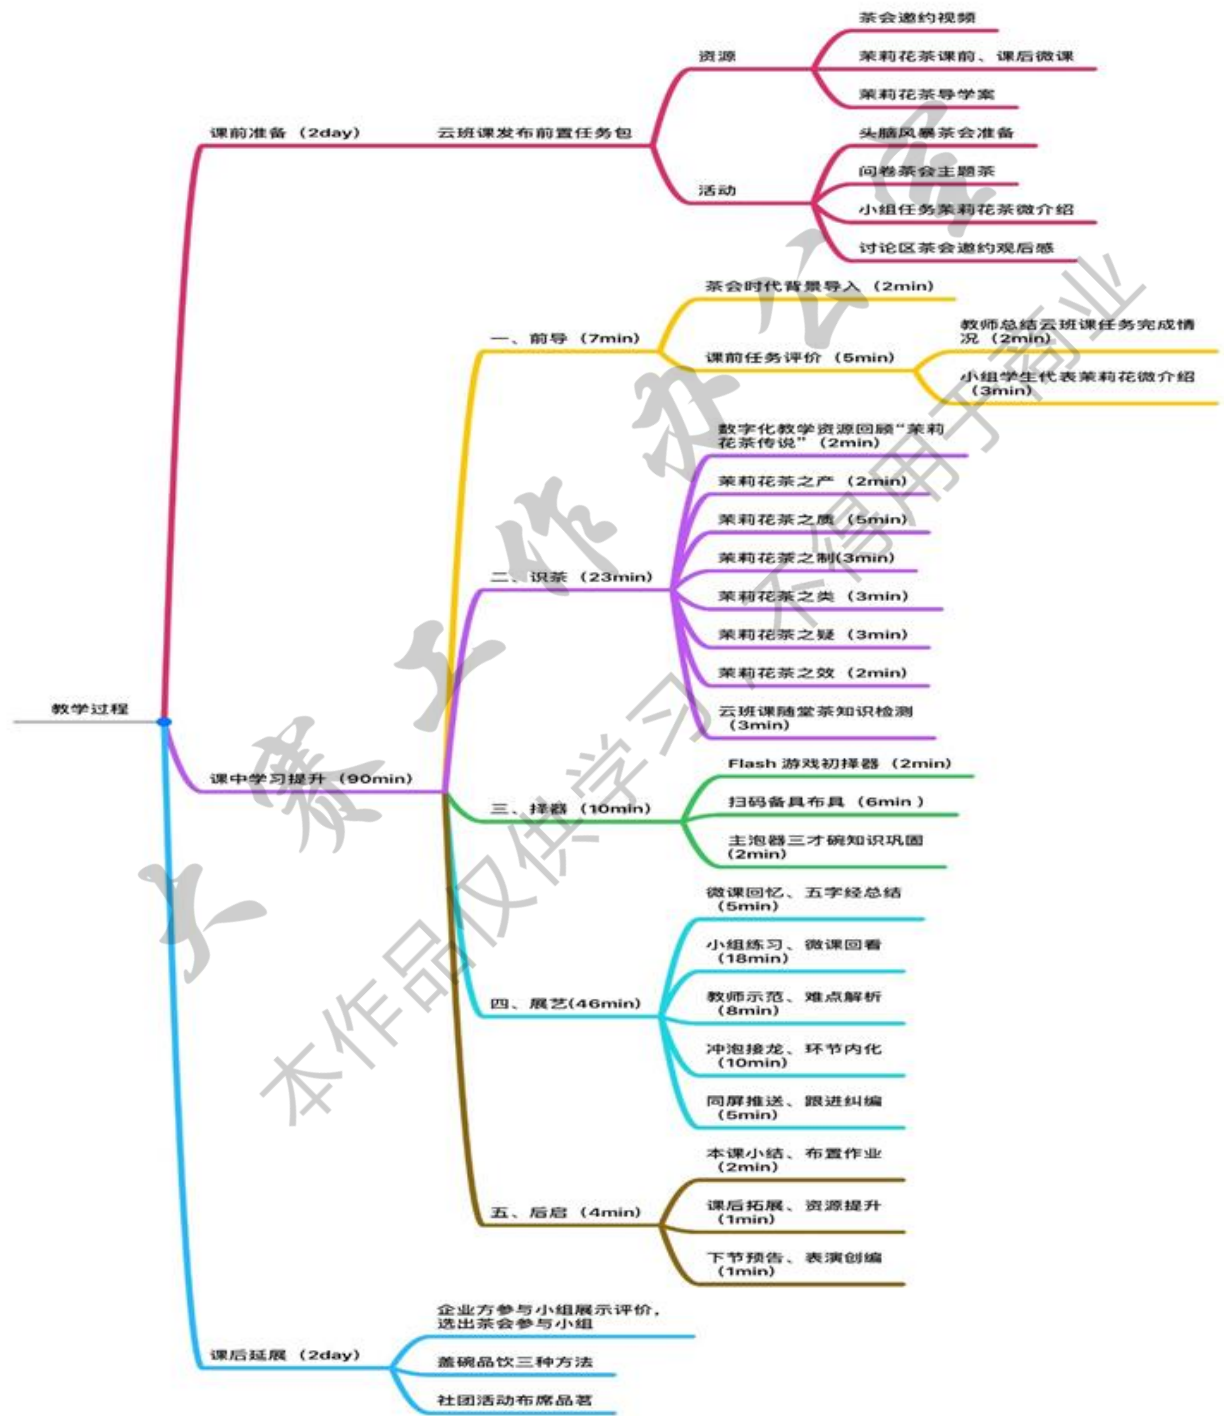 教学过程
课前准备（2day）
云班课发布前置任务包
资源
茶会邀约视频
茉莉花茶课前、课后微课
茉莉花茶导学案
活动
头脑风暴茶会准备
问卷茶会主题茶
小组任务茉莉花茶微介绍
讨论区茶会邀约观后感
课中学习提升（90min）
一、前导（7min）
茶会时代背景导入（2min）
课前任务评价（5min）
教师总结云班课任务完成情
况（2min）
小组学生代表茉莉花微介绍
（3min）
二、识茶（23min）
数字化教学资源回顾“茉莉
花茶传说”（2min）
茉莉花茶之产（2min）
茉莉花茶之质（5min）
茉莉花茶之制(3min）
茉莉花茶之类（3min）
茉莉花茶之疑（3min）
茉莉花茶之效（2min）
云班课随堂茶知识检测
（3min）
三、择器（10min）
Flash 游戏初择器（2min）
扫码备具布具（6min ）
主泡器三才碗知识巩固
（2min）
四、展艺(46min）
微课回忆、五字经总结
（5min）
小组练习、微课回看
（18min）
教师示范、难点解析
（8min）
冲泡接龙、环节内化
（10min）
同屏推送、跟进纠编
（5min）
五、后启（4min）
本课小结、布置作业
（2min）
课后拓展、资源提升
（1min）
下节预告、表演创编
（1min）
课后延展（2day）
企业方参与小组展示评价，
选出茶会参与小组
盖碗品饮三种方法
社团活动布席品茗
大赛工作办公室
本作品仅供学习，不得用于商业